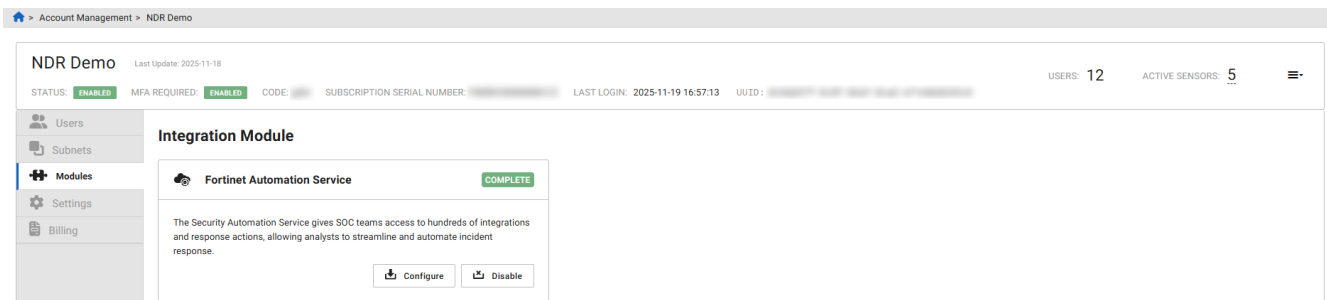 > Account Management > NDR Demo
NDR Demo Last Update: 2025-11-18
USERS: 12 ACTIVE SENSORS: 5
STATUS: ENABLED MFA REQUIRED: ENABLED CODE: SUBSCRIPTION SERIAL NUMBER: LAST LOGIN: 2025-11-19 16:57:13 UUID:
Users
Subnets
Modules
Settings
Billing
Integration Module
Fortinet Automation Service COMPLETE
The Security Automation Service gives SOC teams access to hundreds of integrations
and response actions, allowing analysts to streamline and automate incident
response.
Configure Disable